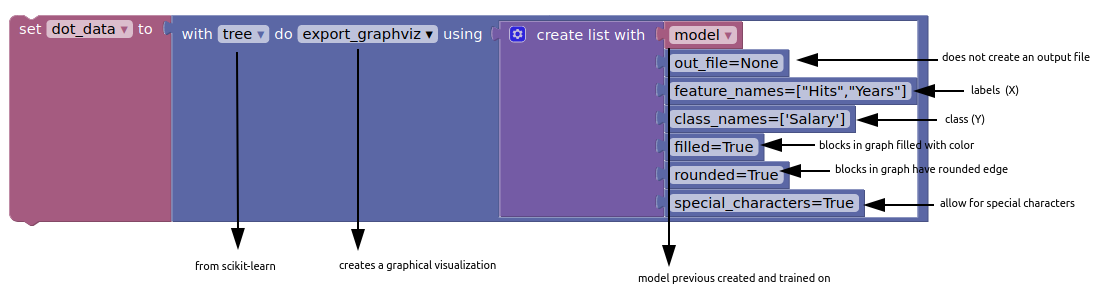 set dot_data ▾ to with tree ▾ do export_graphviz ▾ using create list with model ▾
out_file=None does not create an output file
feature_names=["Hits","Years"] labels (X)
class_names=['Salary'] class (Y)
filled=True blocks in graph filled with color
rounded=True blocks in graph have rounded edge
special_characters=True allow for special characters
from scikit-learn creates a graphical visualization
model previous created and trained on